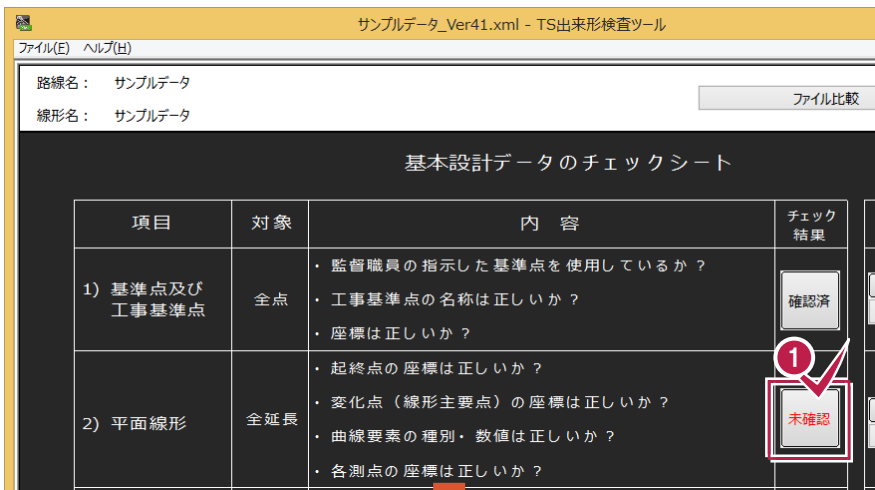 サンプルデータ_Ver41.xml - TS出来形検査ツール
ファイル(F) ヘルプ(H)
路線名： サンプルデータ
ファイル比較
線形名： サンプルデータ
基本設計データのチェックシート
項目 対象 内 容 チェック結果
1) 基準点及び工事基準点 全点
・ 監督職員の指示した基準点を使用しているか？
・ 工事基準点の名称は正しいか？
・ 座標は正しいか？
確認済
2) 平面線形 全延長
・ 起終点の座標は正しいか？
・ 変化点（線形主要点）の座標は正しいか？
・ 曲線要素の種別・数値は正しいか？
・ 各測点の座標は正しいか？
1
未確認